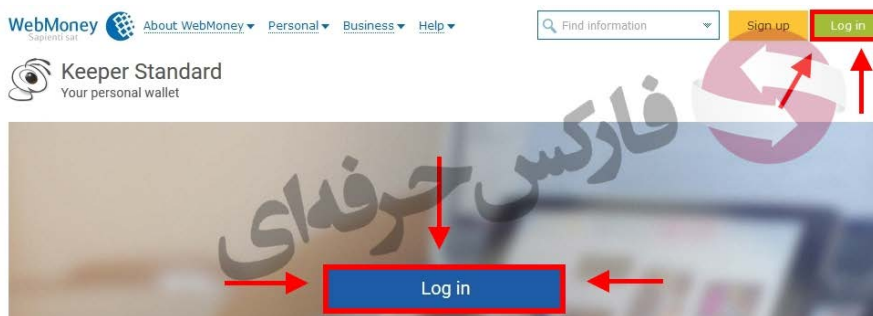 WebMoney
Sapienti sat
About WebMoney Personal Business Help
Find information
Sign up
Log in
Keeper Standard
Your personal wallet
فارکس حرفه‌ای
Log in